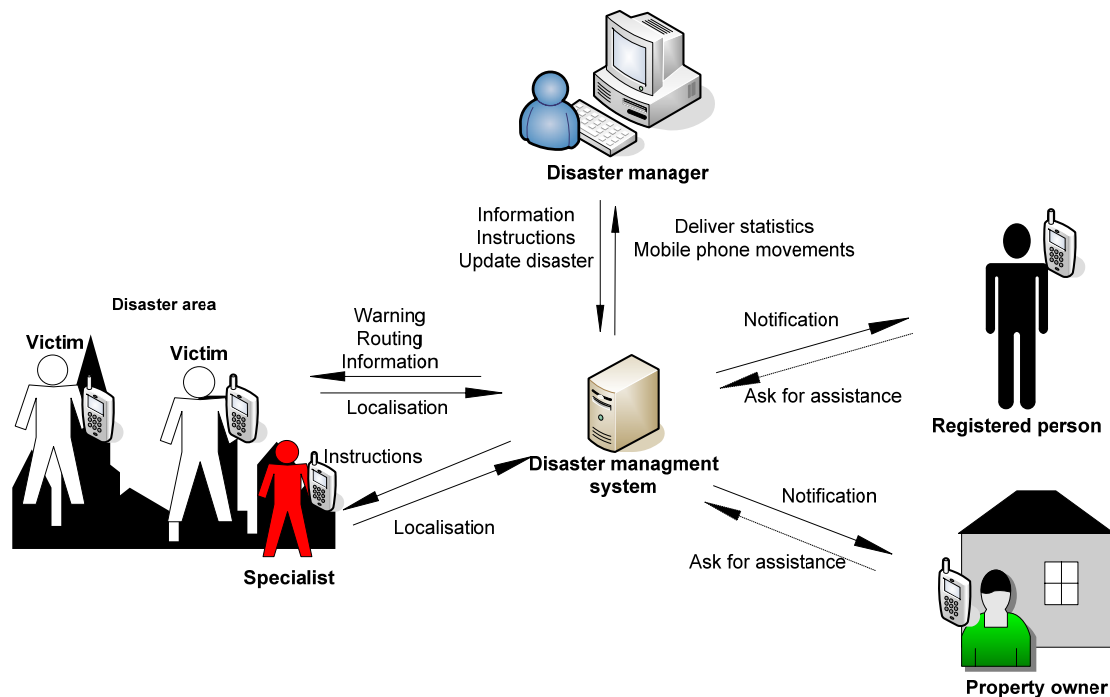 Disaster manager
Information
Instructions
Update disaster
Deliver statistics
Mobile phone movements
Disaster area
Victim
Victim
Warning
Routing
Information
Localisation
Notification
Ask for assistance
Registered person
Instructions
Localisation
Specialist
Disaster managment
system
Notification
Ask for assistance
Property owner